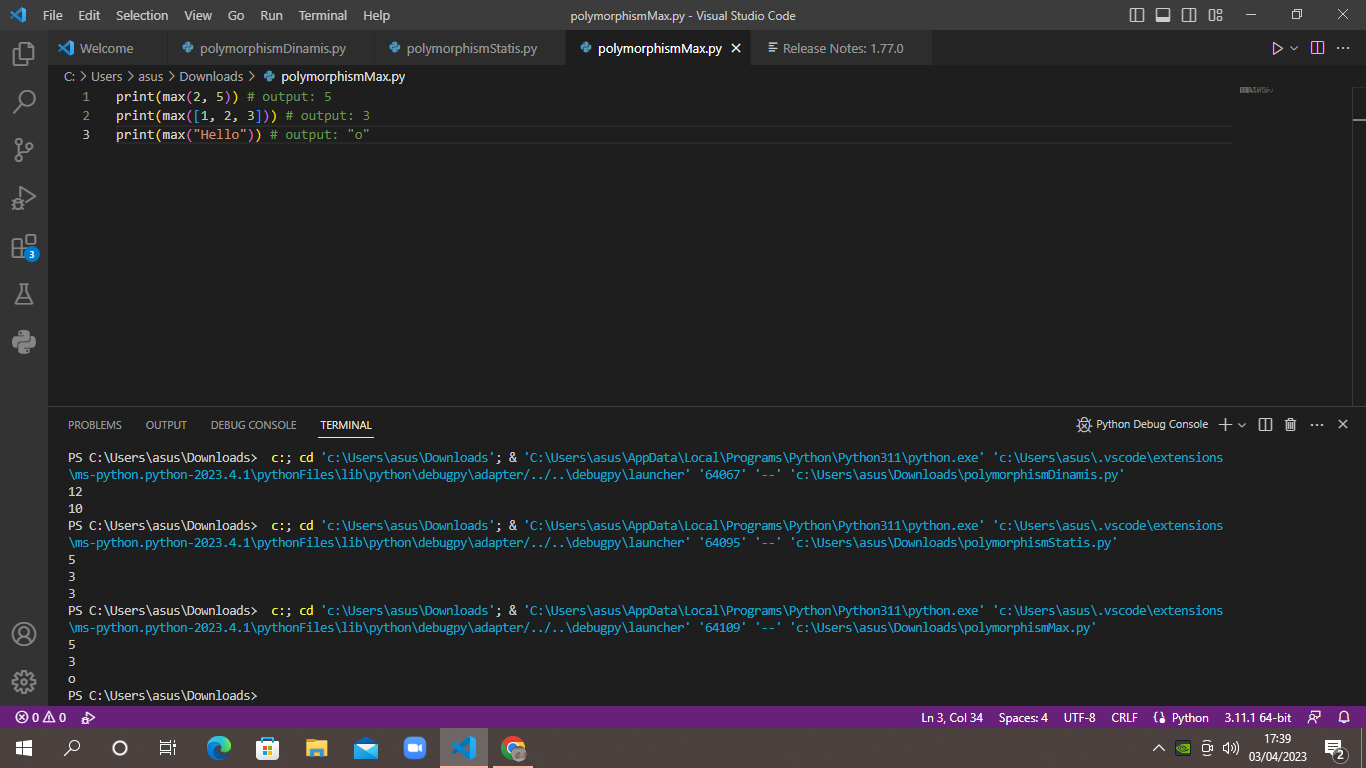 File Edit Selection View Go Run Terminal Help polymorphismMax.py - Visual Studio Code
Welcome polymorphismDinamis.py polymorphismStatis.py polymorphismMax.py Release Notes: 1.77.0
C: > Users > asus > Downloads > polymorphismMax.py
1 print(max(2, 5)) # output: 5
2 print(max([1, 2, 3])) # output: 3
3 print(max("Hello")) # output: "o"
3
PROBLEMS OUTPUT DEBUG CONSOLE TERMINAL Python Debug Console
PS C:\Users\asus\Downloads>  c:; cd 'c:\Users\asus\Downloads'; & 'C:\Users\asus\AppData\Local\Programs\Python\Python311\python.exe' 'c:\Users\asus\.vscode\extensions
\ms-python.python-2023.4.1\pythonFiles\lib\python\debugpy\adapter/../..\debugpy\launcher' '64067' '--' 'c:\Users\asus\Downloads\polymorphismDinamis.py'
12
10
PS C:\Users\asus\Downloads>  c:; cd 'c:\Users\asus\Downloads'; & 'C:\Users\asus\AppData\Local\Programs\Python\Python311\python.exe' 'c:\Users\asus\.vscode\extensions
\ms-python.python-2023.4.1\pythonFiles\lib\python\debugpy\adapter/../..\debugpy\launcher' '64095' '--' 'c:\Users\asus\Downloads\polymorphismStatis.py'
5
3
3
PS C:\Users\asus\Downloads>  c:; cd 'c:\Users\asus\Downloads'; & 'C:\Users\asus\AppData\Local\Programs\Python\Python311\python.exe' 'c:\Users\asus\.vscode\extensions
\ms-python.python-2023.4.1\pythonFiles\lib\python\debugpy\adapter/../..\debugpy\launcher' '64109' '--' 'c:\Users\asus\Downloads\polymorphismMax.py'
5
3
o
PS C:\Users\asus\Downloads>
0 0 Ln 3, Col 34 Spaces: 4 UTF-8 CRLF Python 3.11.1 64-bit
17:39
03/04/2023
2